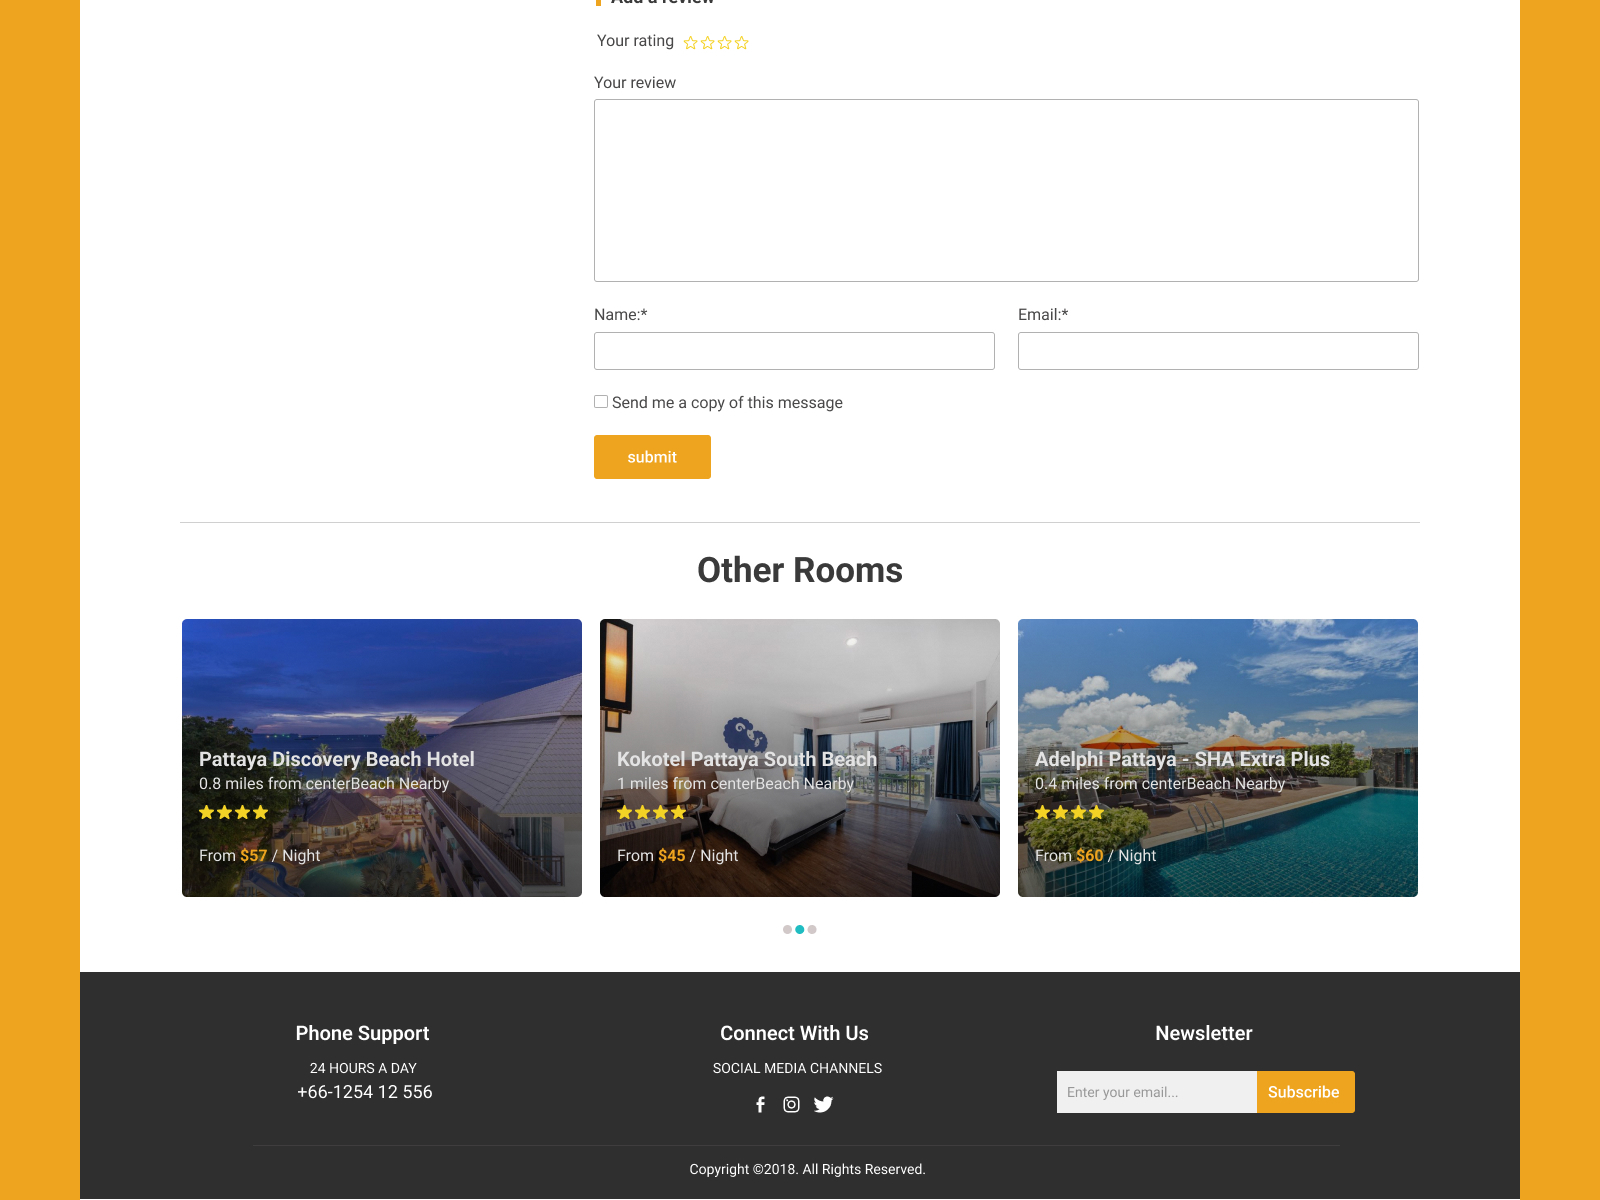 Add a review
Your rating
Your review
Name:*
Email:*
Send me a copy of this message
submit
Other Rooms
Pattaya Discovery Beach Hotel
0.8 miles from centerBeach Nearby
From $57 / Night
Kokotel Pattaya South Beach
1 miles from centerBeach Nearby
From $45 / Night
Adelphi Pattaya - SHA Extra Plus
0.4 miles from centerBeach Nearby
From $60 / Night
Phone Support
24 HOURS A DAY
+66-1254 12 556
Connect With Us
SOCIAL MEDIA CHANNELS
Newsletter
Enter your email...
Subscribe
Copyright ©2018. All Rights Reserved.